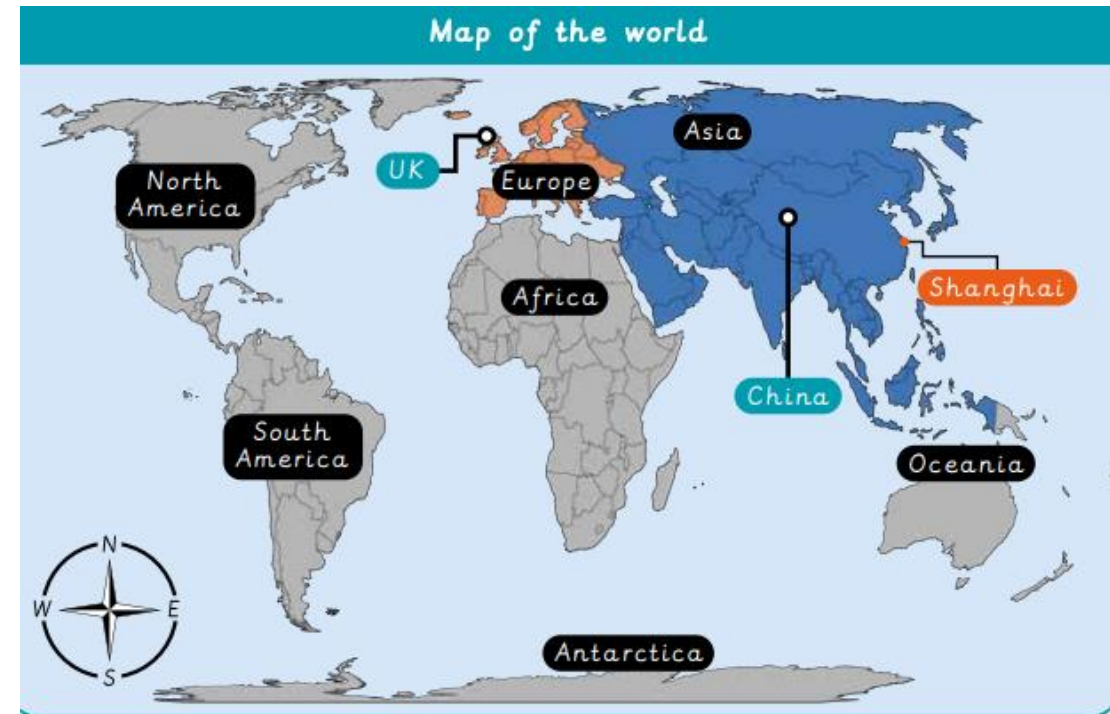 Map of the world
Asia
UK
North
America
Europe
Africa
Shanghai
China
South
America
Oceania
N
W
E
S
Antarctica